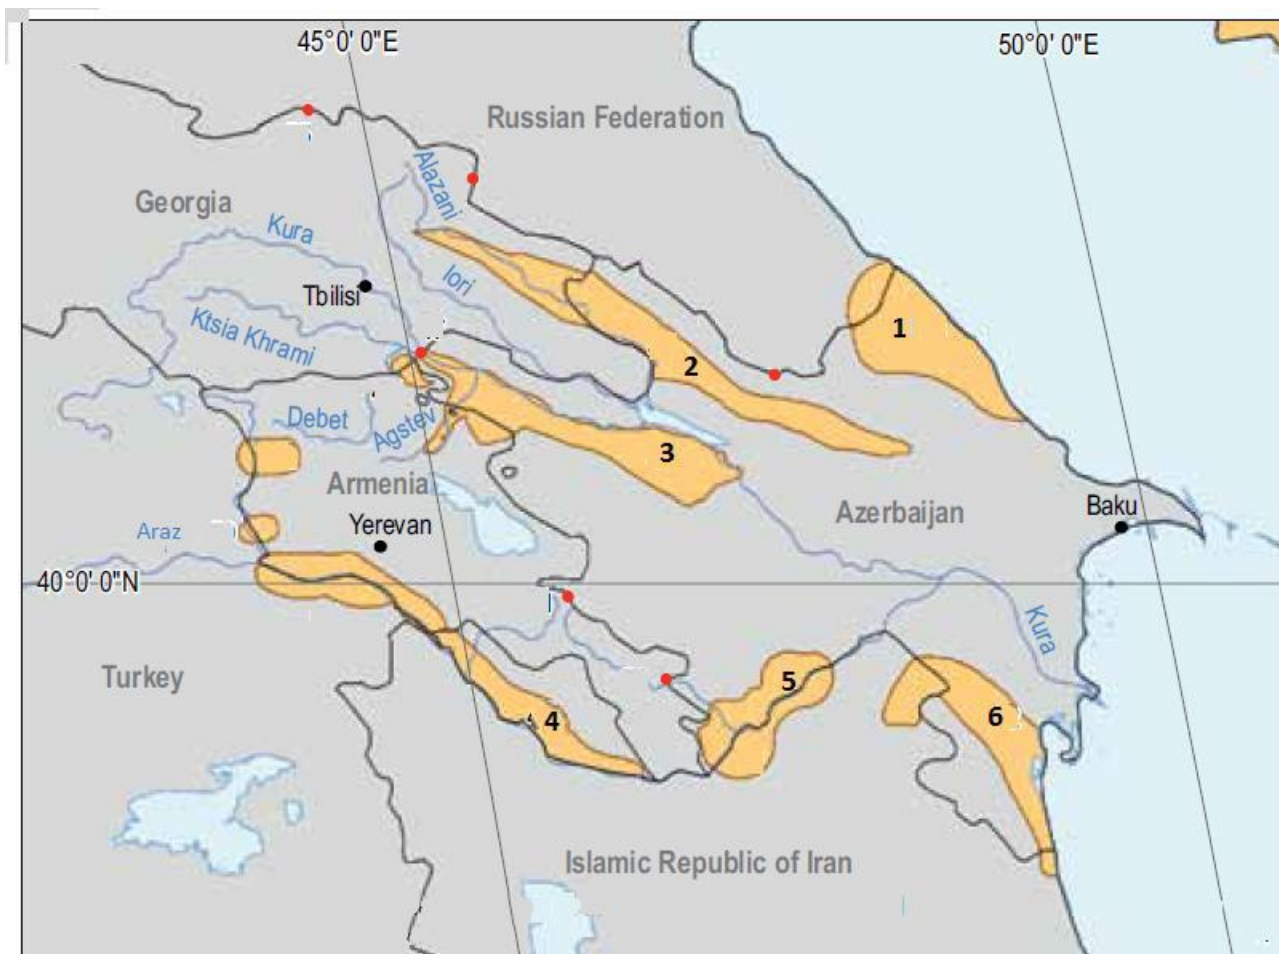 45°0' 0"E
50°0' 0"E
Russian Federation
Alazani
Georgia
Kura
Iori
Tbilisi
Ktsia Khrami
1
2
Debet
Agstev
3
Armenia
Azerbaijan
Baku
Araz
Yerevan
40°0' 0"N
Kura
Turkey
5
4
6
Islamic Republic of Iran